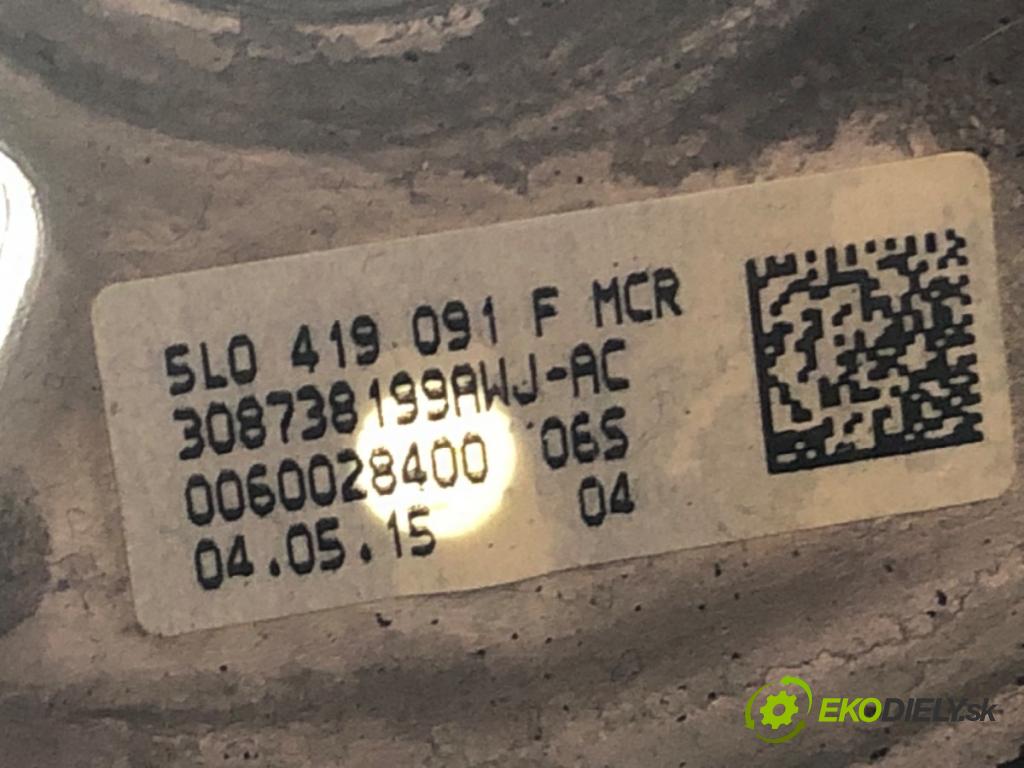 5L0 419 091 F MCR
308738199AWJ-AC
0060028400 06S
04.05.15 04
EKODIELY.sk